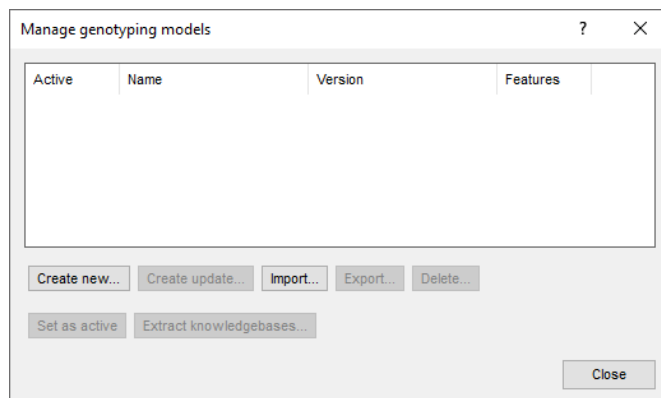 Manage genotyping models ?
Active Name Version Features
Create new... Create update... Import... Export... Delete...
Set as active Extract knowledgebases...
Close